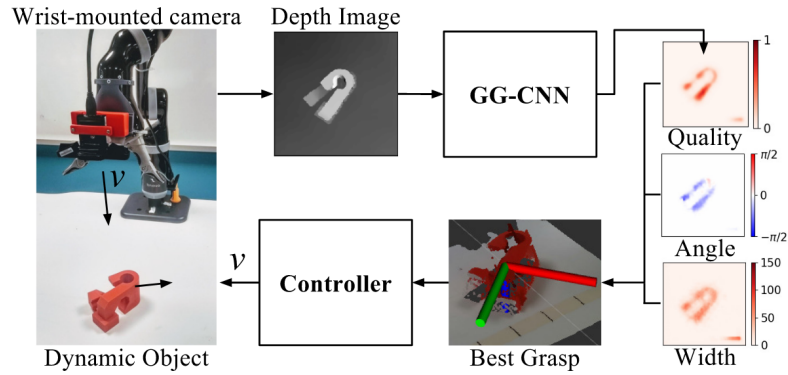 Wrist-mounted camera
Depth Image
GG-CNN
1
0
Quality
π/2
0
−π/2
Angle
150
100
50
0
Width
v
v
Controller
Dynamic Object
Best Grasp